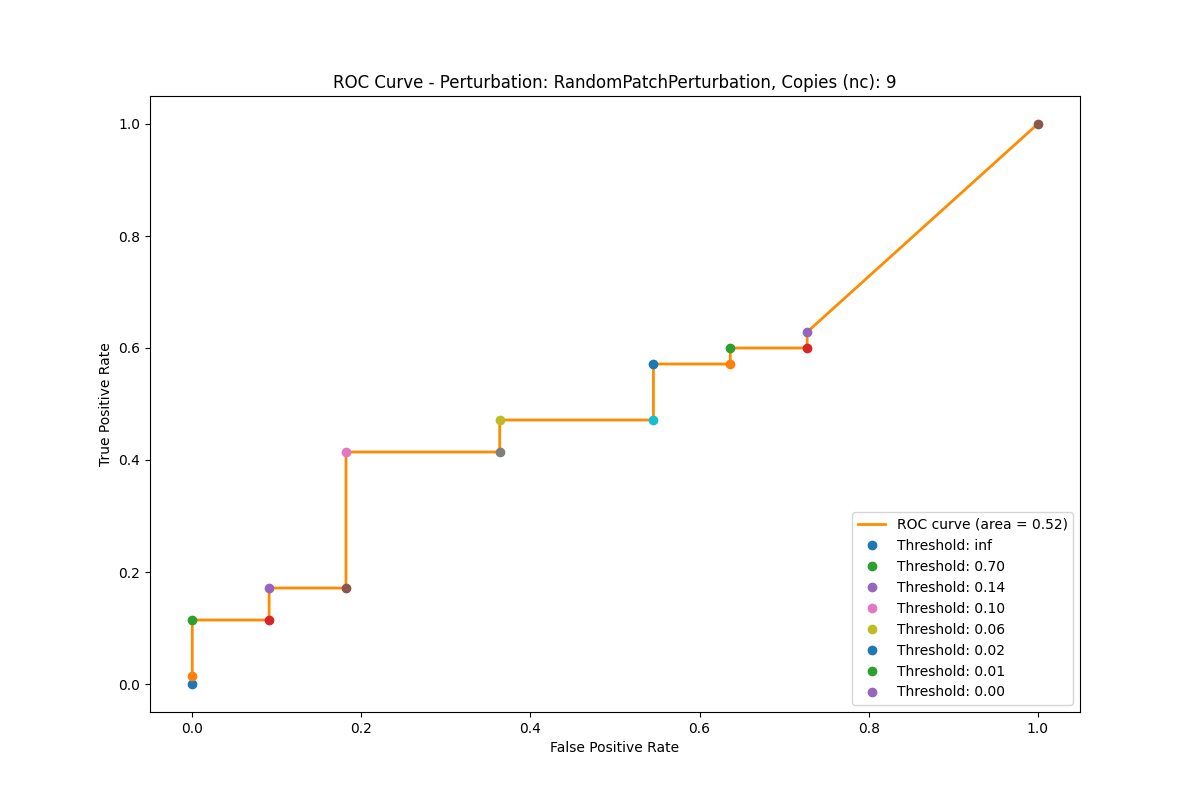 ROC Curve - Perturbation: RandomPatchPerturbation, Copies (nc): 9
True Positive Rate
1.0
0.8
0.6
0.4
0.2
0.0
0.0 0.2 0.4 0.6 0.8 1.0
False Positive Rate
ROC curve (area = 0.52)
Threshold: inf
Threshold: 0.70
Threshold: 0.14
Threshold: 0.10
Threshold: 0.06
Threshold: 0.02
Threshold: 0.01
Threshold: 0.00